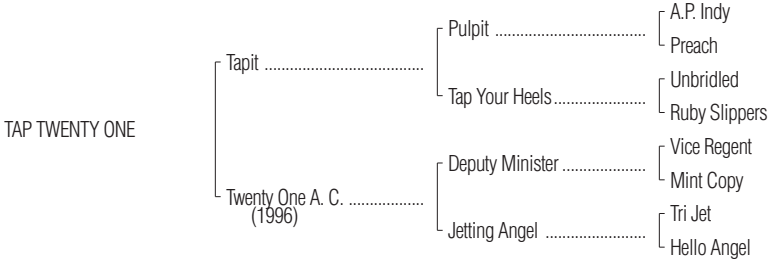 A.P. Indy
Pulpit .....................................
Preach
Tapit .......................................
Unbridled
Tap Your Heels.......................
Ruby Slippers
TAP TWENTY ONE
Vice Regent
Deputy Minister .....................
Mint Copy
Twenty One A. C. ..................
(1996)
Tri Jet
Jetting Angel .........................
Hello Angel